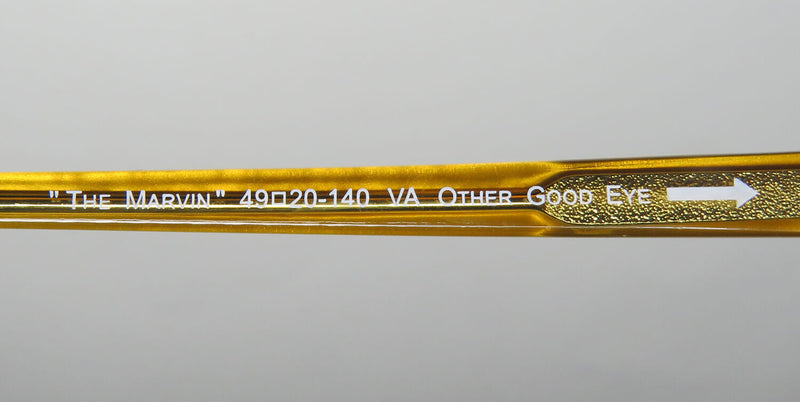 "The Marvin" 49□20-140 VA Other Good Eye →